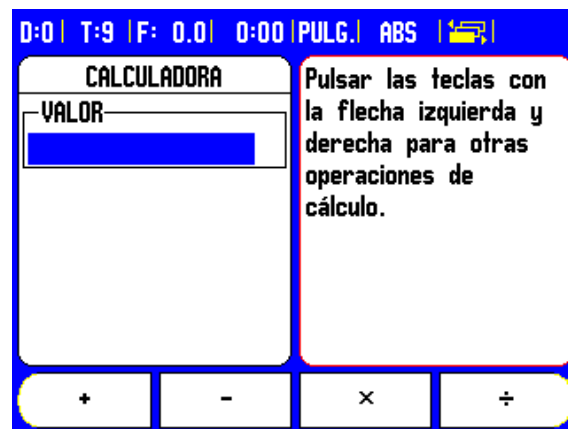 D:0| T:9 |F: 0.0| 0:00|PULG.| ABS |
CALCULADORA
VALOR
Pulsar las teclas con
la flecha izquierda y
derecha para otras
operaciones de
cálculo.
+ - × ÷